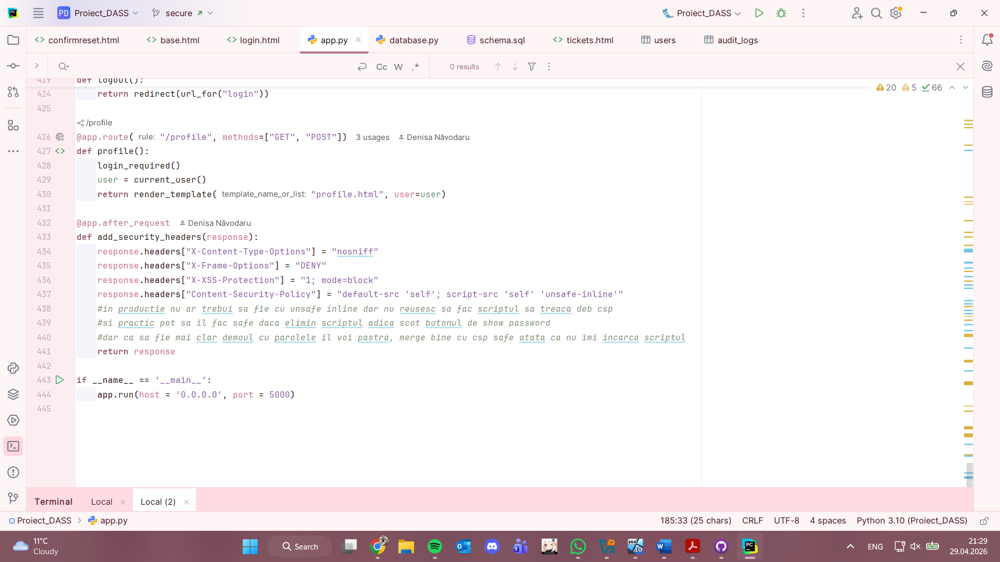 PD Proiect_DASS
secure
Proiect_DASS
confirmreset.html
base.html
login.html
app.py
database.py
schema.sql
tickets.html
users
audit_logs
Cc W .*
0 results
419 def logout():
20 5 66
424 return redirect(url_for("login"))
425
/profile
426 @app.route( rule: "/profile", methods=["GET", "POST"]) 3 usages Denisa Năvodaru
427 def profile():
428 login_required()
429 user = current_user()
430 return render_template( template_name_or_list: "profile.html", user=user)
431
432 @app.after_request Denisa Năvodaru
433 def add_security_headers(response):
434 response.headers["X-Content-Type-Options"] = "nosniff"
435 response.headers["X-Frame-Options"] = "DENY"
436 response.headers["X-XSS-Protection"] = "1; mode=block"
437 response.headers["Content-Security-Policy"] = "default-src 'self'; script-src 'self' 'unsafe-inline'"
438 #in productie nu ar trebui sa fie cu unsafe inline dar nu reusesc sa fac scriptul sa treaca deb csp
439 #si practic pot sa il fac safe daca elimin scriptul adica scot butonul de show password
440 #dar ca sa fie mai clar demoul cu parolele il voi pastra, merge bine cu csp safe atata ca nu imi incarca scriptul
441 return response
442
443 if __name__ == '__main__':
444 app.run(host = '0.0.0.0', port = 5000)
445
Terminal Local Local (2)
Proiect_DASS > app.py
185:33 (25 chars) CRLF UTF-8 4 spaces Python 3.10 (Proiect_DASS)
11°C
Cloudy
Search
ENG
21:29
29.04.2026